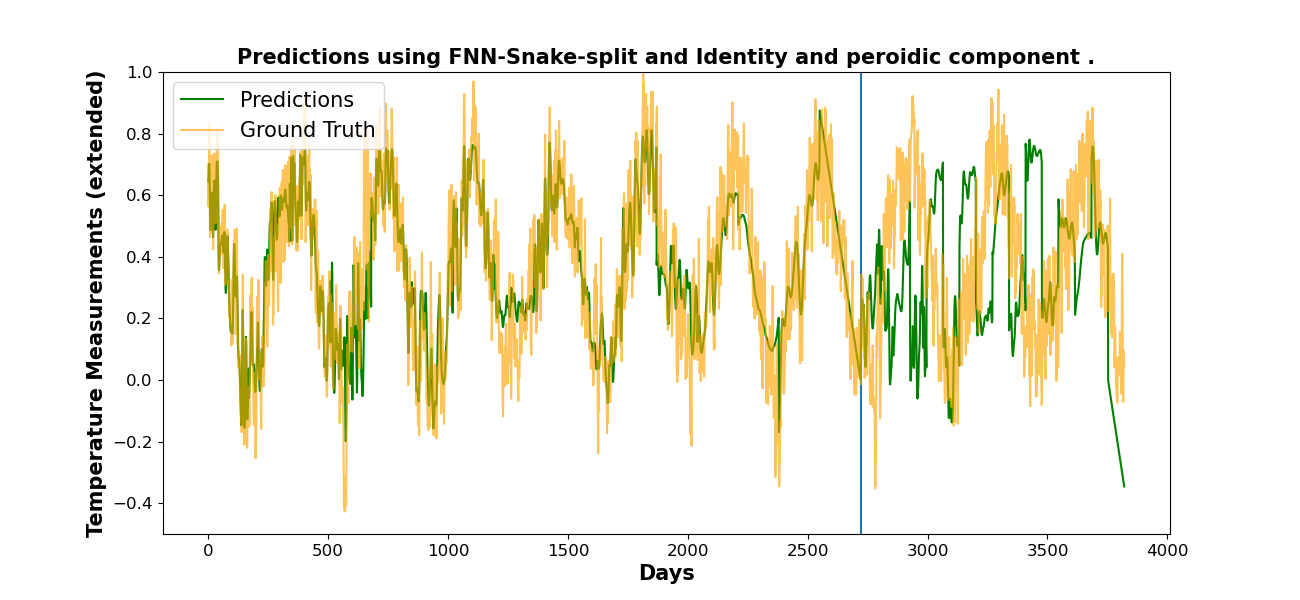 Predictions using FNN-Snake-split and Identity and peroidic component .
Temperature Measurements (extended)
1.0
0.8
0.6
0.4
0.2
0.0
−0.2
−0.4
Predictions
Ground Truth
0 500 1000 1500 2000 2500 3000 3500 4000
Days